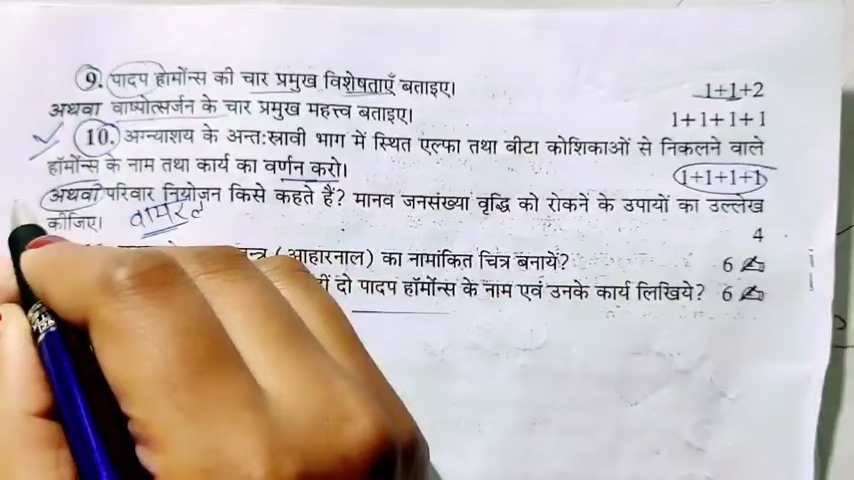 9. पादप हार्मोन्स की चार प्रमुख विशेषताएँ बताइए। 1+1+2
अथवा वाष्पोत्सर्जन के चार प्रमुख महत्त्व बताइए। 1+1+1+1
10. अग्न्याशय के अन्त:स्रावी भाग में स्थित एल्फा तथा वीटा कोशिकाओं से निकलने वाले
हॉर्मोन्स के नाम तथा कार्य का वर्णन करो। 1+1+1+1
अथवा परिवार नियोजन किसे कहते हैं? मानव जनसंख्या वृद्धि को रोकने के उपायों का उल्लेख
कीजिए। 4
(आहारनाल) का नामांकित चित्र बनाये? 6
दो पादप हॉर्मोन्स के नाम एवं उनके कार्य लिखिये? 6